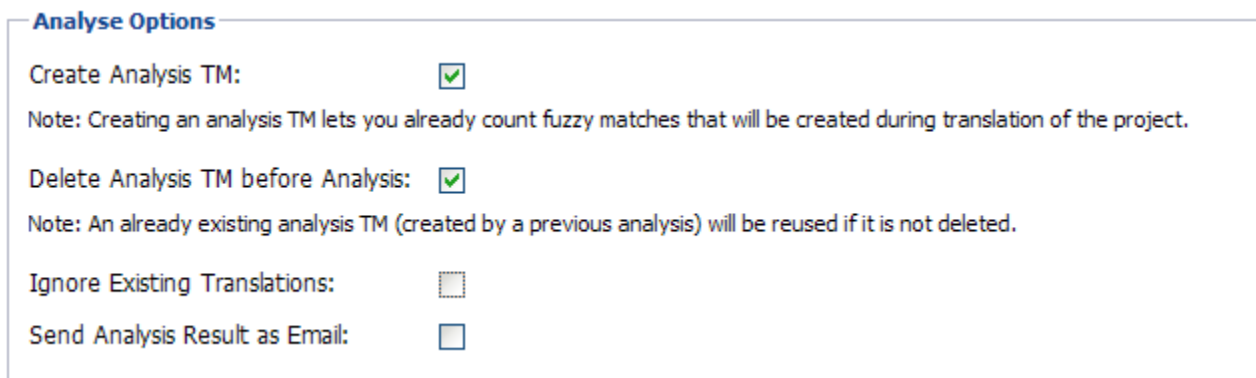 Analyse Options
Create Analysis TM:
Note: Creating an analysis TM lets you already count fuzzy matches that will be created during translation of the project.
Delete Analysis TM before Analysis:
Note: An already existing analysis TM (created by a previous analysis) will be reused if it is not deleted.
Ignore Existing Translations:
Send Analysis Result as Email: